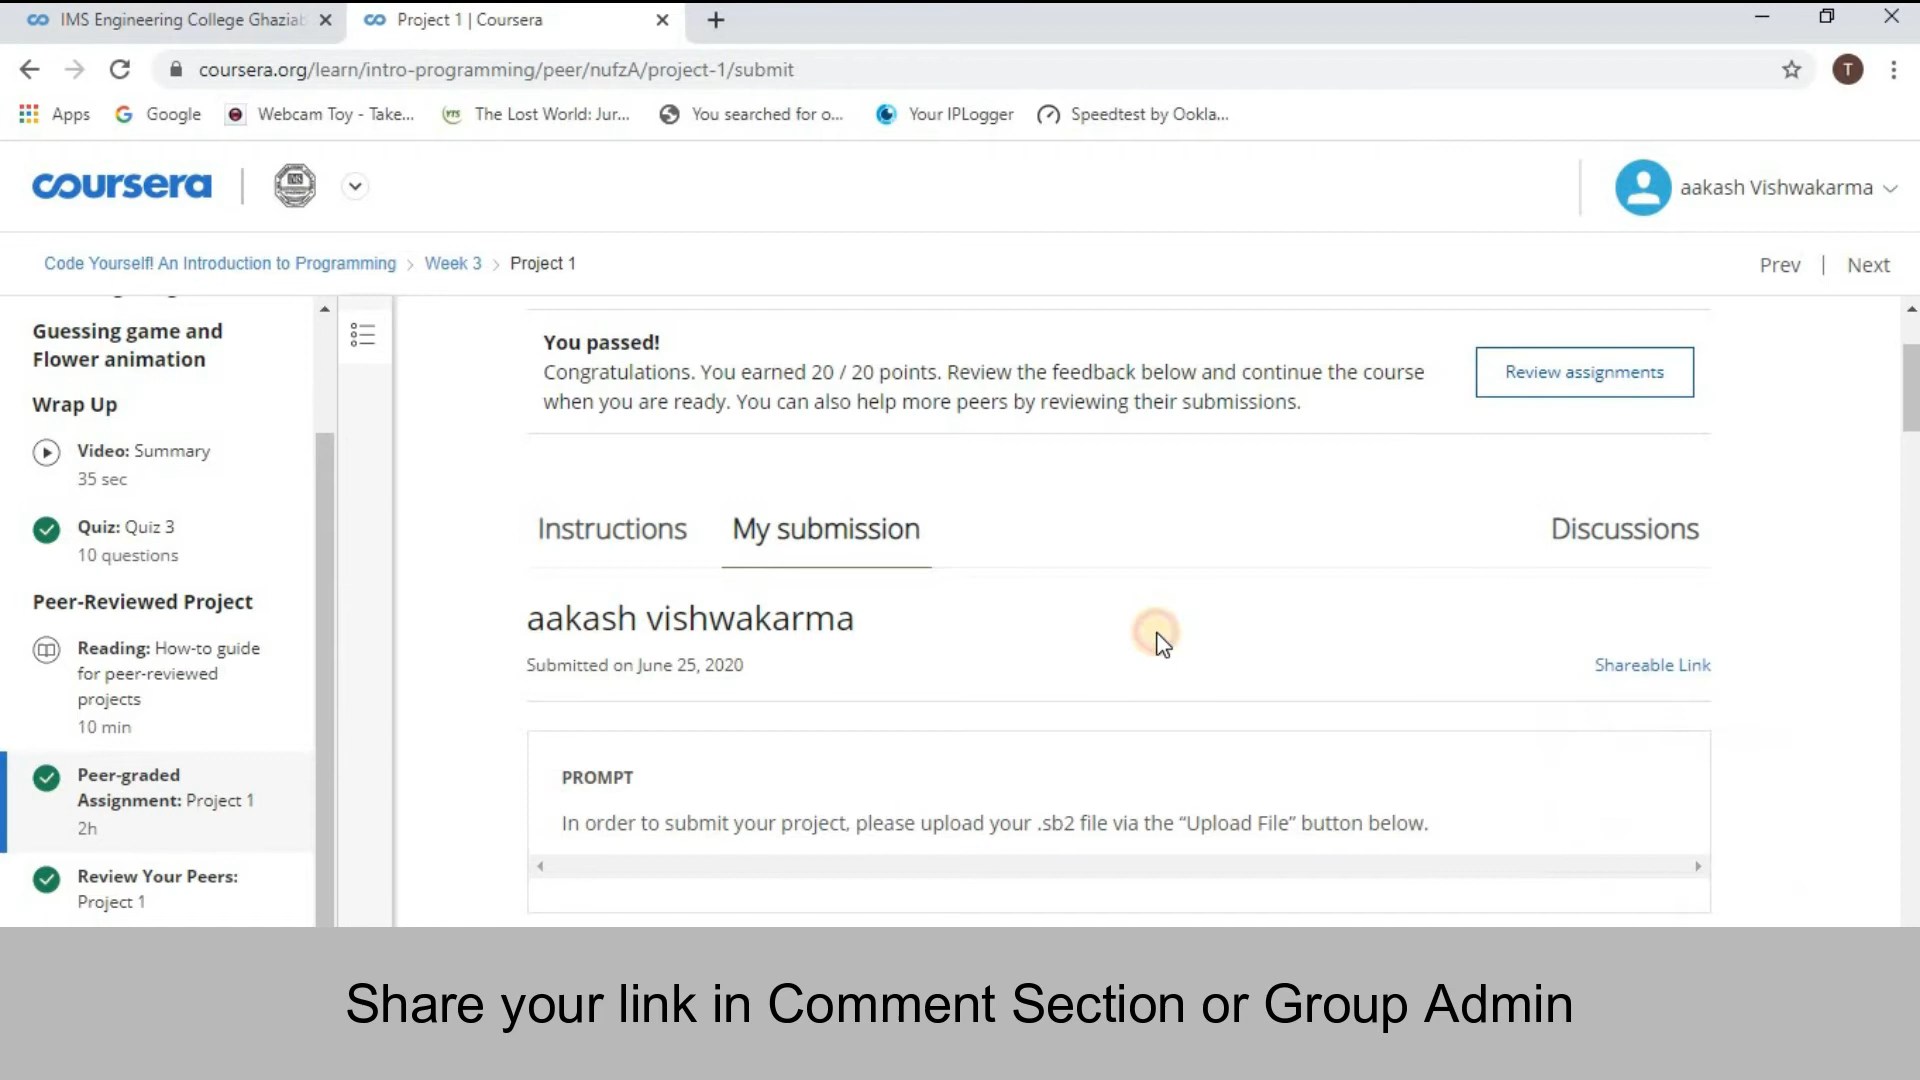 IMS Engineering College Ghaziab
Project 1 | Coursera
coursera.org/learn/intro-programming/peer/nufzA/project-1/submit
T
Apps
Google
Webcam Toy - Take...
The Lost World: Jur...
You searched for o...
Your IPLogger
Speedtest by Ookla...
coursera
IMS
aakash Vishwakarma
Code Yourself! An Introduction to Programming > Week 3 > Project 1
Prev | Next
Guessing game and
Flower animation
Wrap Up
Video: Summary
35 sec
Quiz: Quiz 3
10 questions
Peer-Reviewed Project
Reading: How-to guide
for peer-reviewed
projects
10 min
Peer-graded
Assignment: Project 1
2h
Review Your Peers:
Project 1
You passed!
Congratulations. You earned 20 / 20 points. Review the feedback below and continue the course
when you are ready. You can also help more peers by reviewing their submissions.
Review assignments
Instructions
My submission
Discussions
aakash vishwakarma
Submitted on June 25, 2020
Shareable Link
PROMPT
In order to submit your project, please upload your .sb2 file via the “Upload File” button below.
Share your link in Comment Section or Group Admin